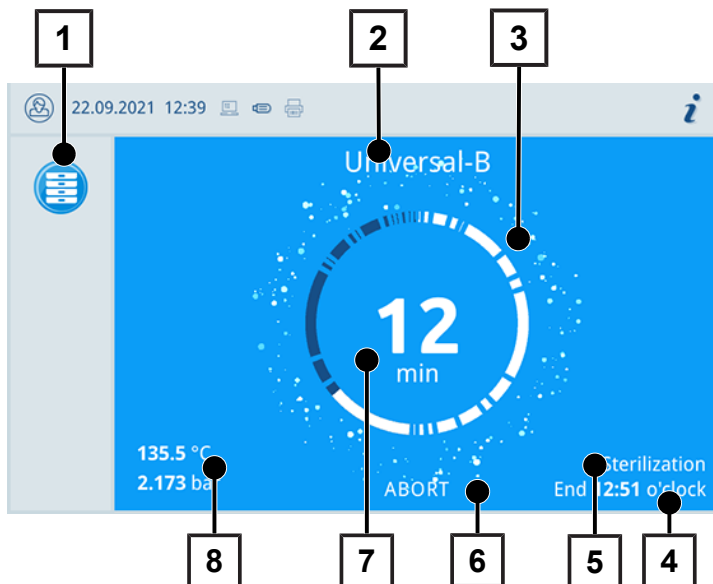 1 2 3
22.09.2021 12:39 i
Universal-B
12
min
135.5 °C
2.173 ba
Sterilization
ABORT
End 12:51 o'clock
8 7 6 5 4